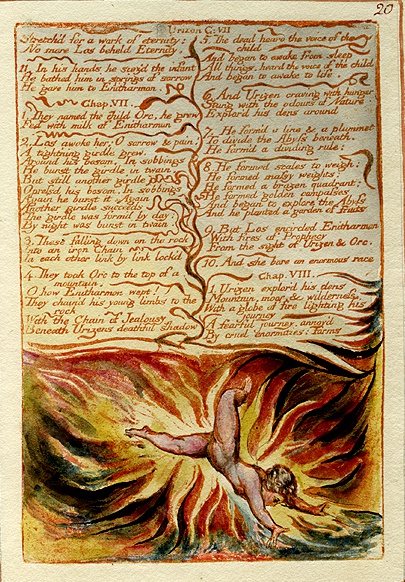 20
Urizen C: VII
Stretch'd for a work of eternity;
No more Los beheld Eternity.
11. In his hands he siez'd the infant
He bathed him in springs of sorrow
He gave him to Enitharmon.
Chap. VII.
1. They named the child Orc, he grew
Fed with milk of Enitharmon
2. Los awoke her; O sorrow & pain!
A tightning girdle grew,
Around his bosom. In sobbings
He burst the girdle in twain,
But still another girdle
Opressd his bosom, In sobbings
Again he burst it. Again
Another girdle succeeds
The girdle was form'd by day;
By night was burst in twain.
3. These falling down on the rock
Into an iron Chain
In each other link by link lock'd
4. They took Orc to the top of a
mountain.
O how Enitharmon wept!
They chain'd his young limbs to the
rock
With the Chain of Jealousy
Beneath Urizens deathful shadow
5. The dead heard the voice of the
child
And began to awake from sleep
All things. heard the voice of the child
And began to awake to life.
6. And Urizen craving with hunger
Stung with the odours of Nature
Explor'd his dens around
7. He form'd a line & a plummet
To divide the Abyss beneath.
He form'd a dividing rule:
8. He formed scales to weigh;
He formed massy weights;
He formed a brazen quadrant;
He formed golden compasses
And began to explore the Abyss
And he planted a garden of fruits
9. But Los encircled Enitharmon
With fires of Prophecy
From the sight of Urizen & Orc.
10. And she bore an enormous race
Chap. VIII.
1. Urizen explor'd his dens
Mountain, moor, & wilderness,
With a globe of fire lighting his
journey
A fearful journey, annoy'd
By cruel enormities: forms